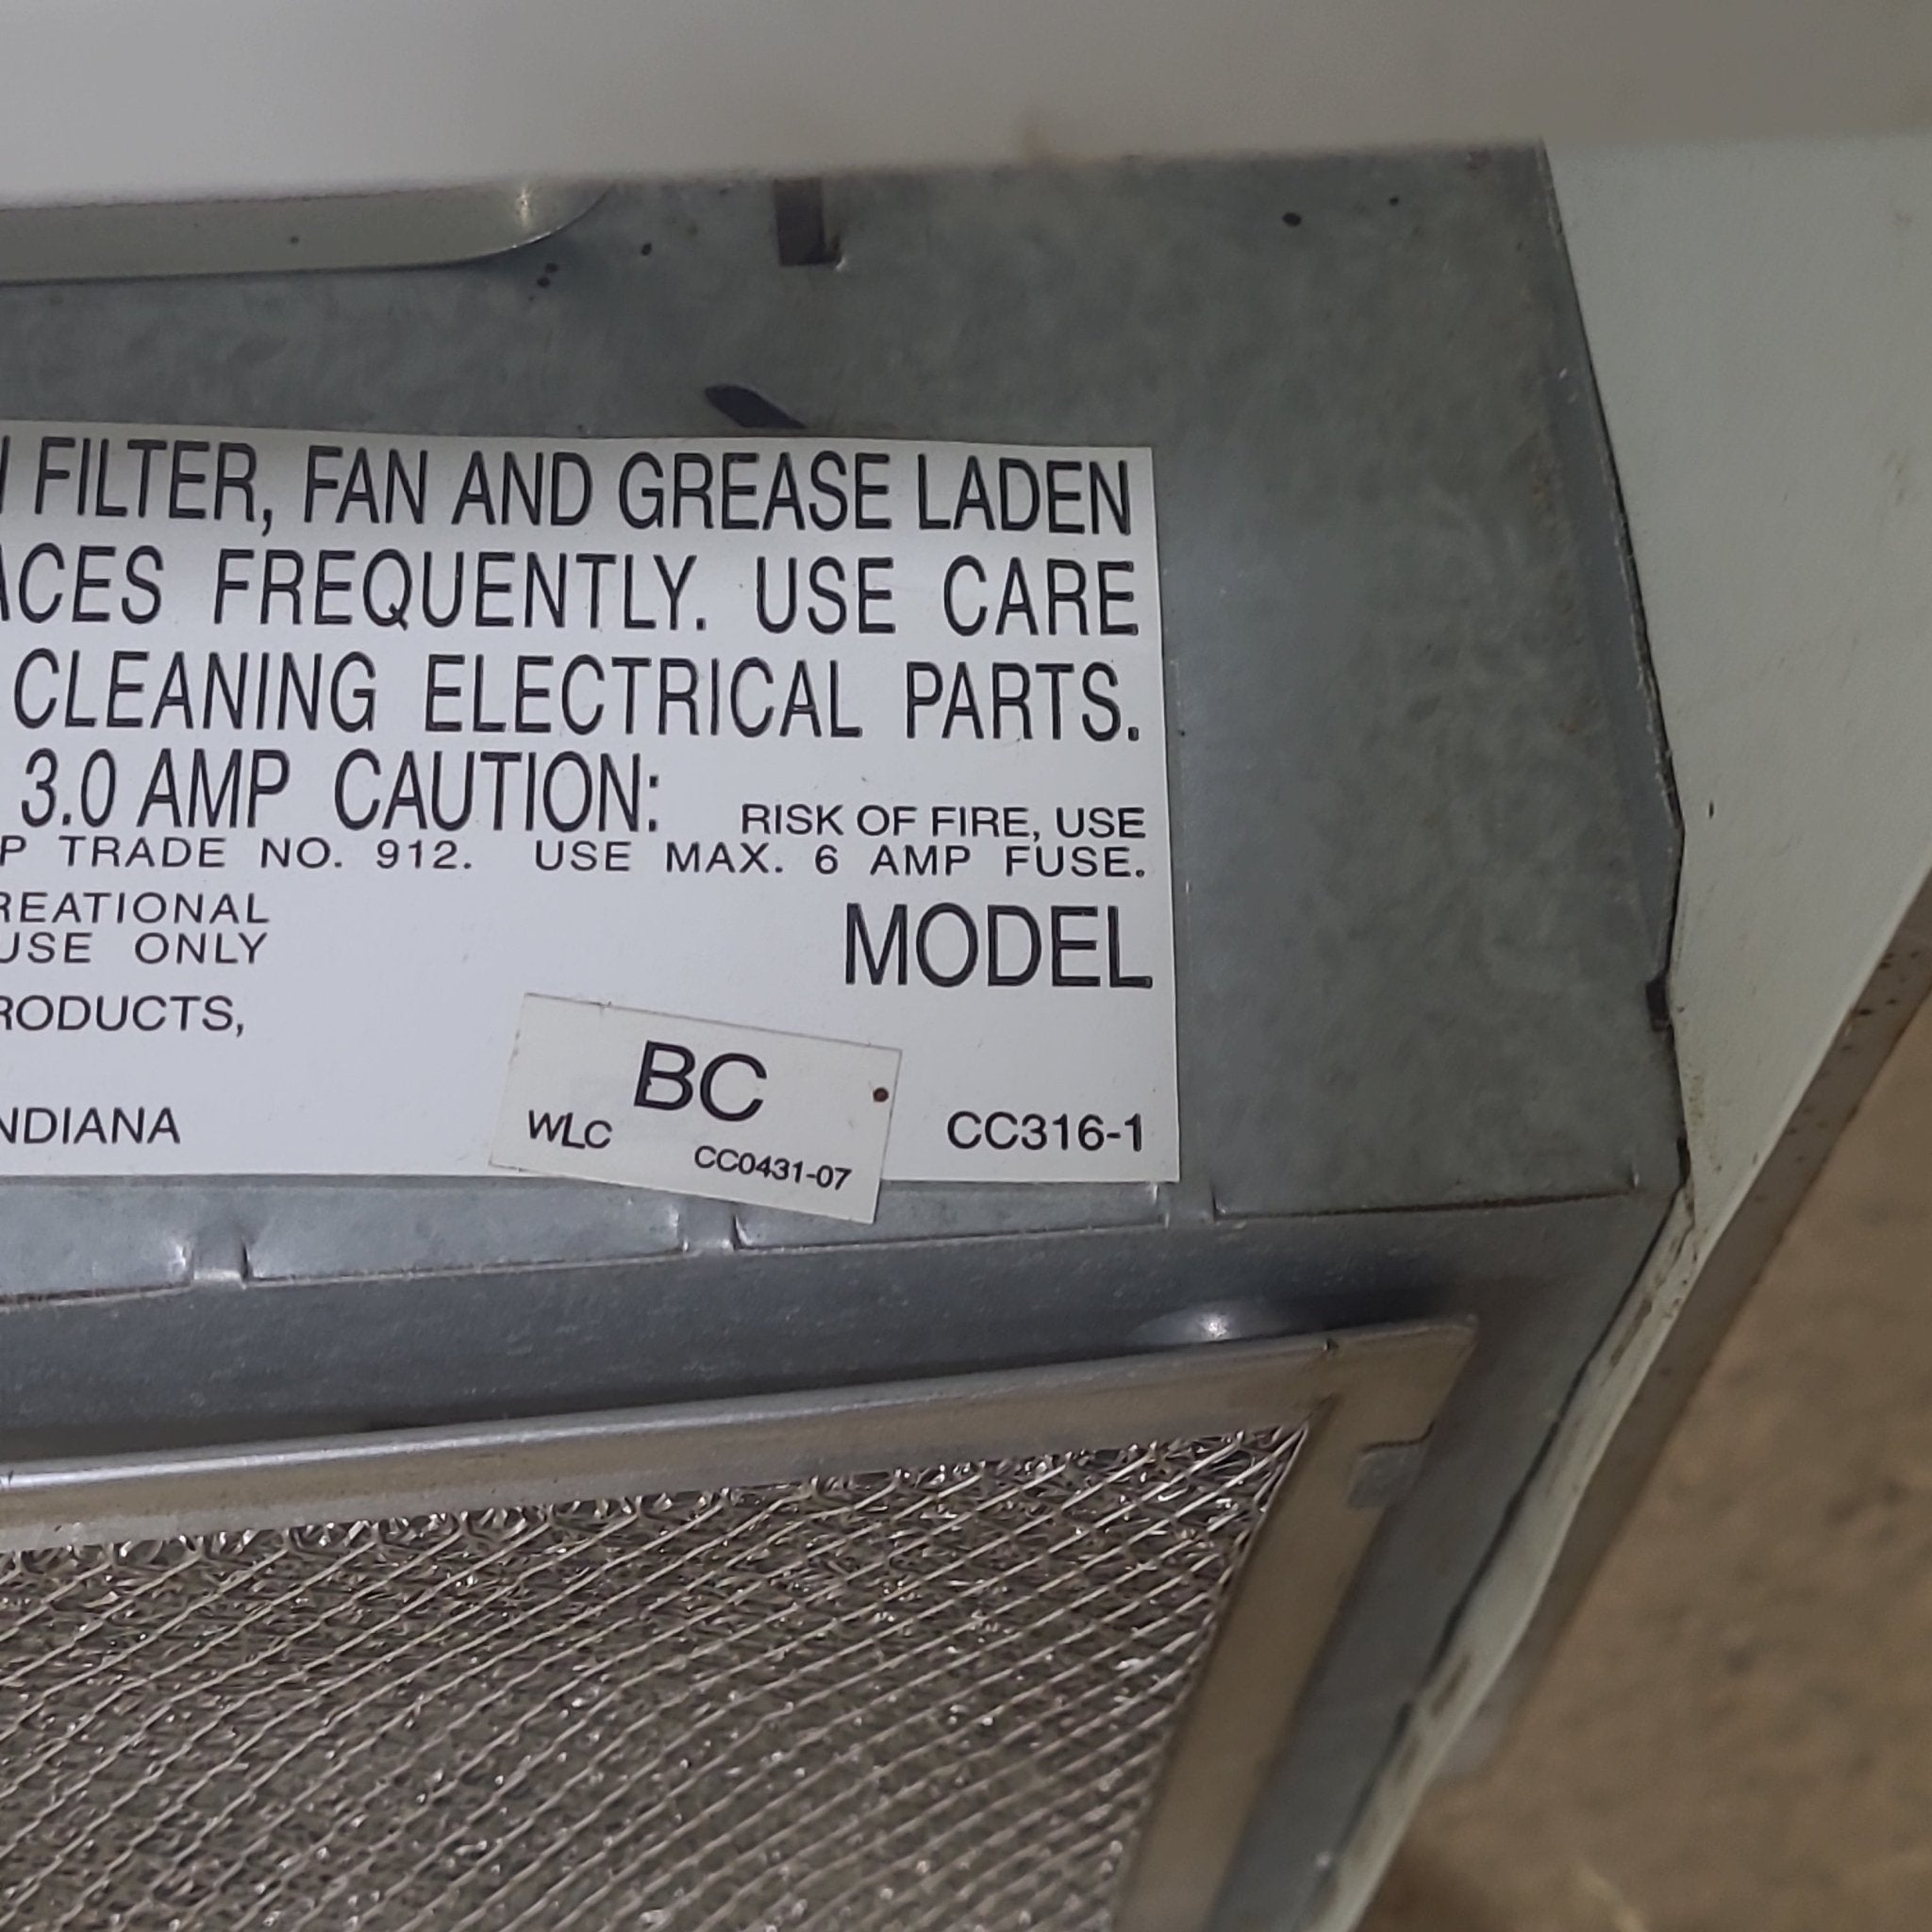 FILTER, FAN AND GREASE LADEN
ACES FREQUENTLY. USE CARE
CLEANING ELECTRICAL PARTS.
3.0 AMP CAUTION: RISK OF FIRE, USE
P TRADE NO. 912. USE MAX. 6 AMP FUSE.
REATIONAL
USE ONLY
MODEL
RODUCTS,
BC
NDIANA
WLC
CC0431-07
CC316-1